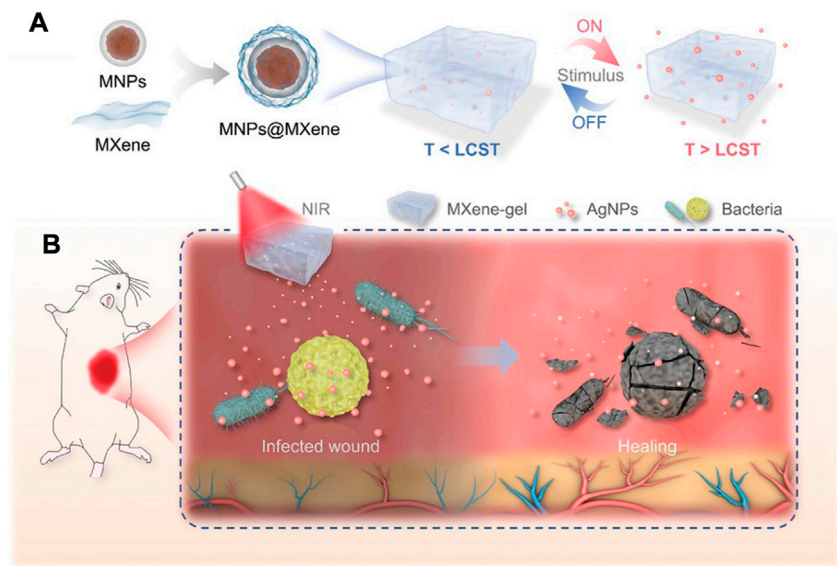 A
MNPs
MXene
MNPs@MXene
T < LCST
ON
Stimulus
OFF
T > LCST
NIR
MXene-gel
AgNPs
Bacteria
B
Infected wound
Healing